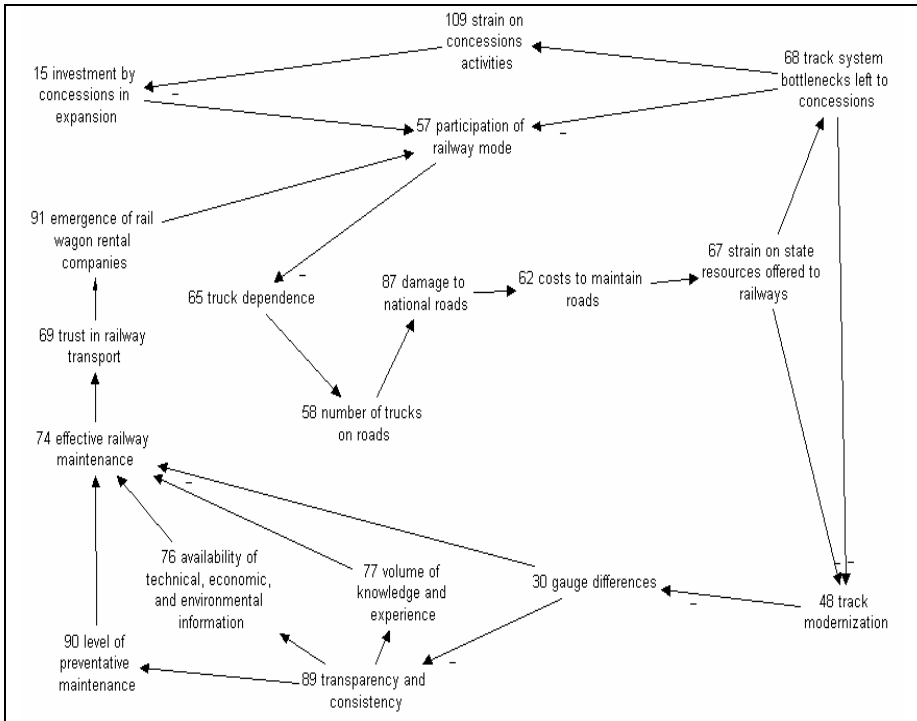 109 strain on
concessions
activities
15 investment by
concessions in
expansion
68 track system
bottlenecks left to
concessions
57 participation of
railway mode
91 emergence of rail
wagon rental
companies
67 strain on state
resources offered to
railways
87 damage to
national roads
62 costs to maintain
roads
65 truck dependence
69 trust in railway
transport
58 number of trucks
on roads
74 effective railway
maintenance
76 availability of
technical, economic,
and environmental
information
77 volume of
knowledge and
experience
30 gauge differences
48 track
modernization
90 level of
preventative
maintenance
89 transparency and
consistency